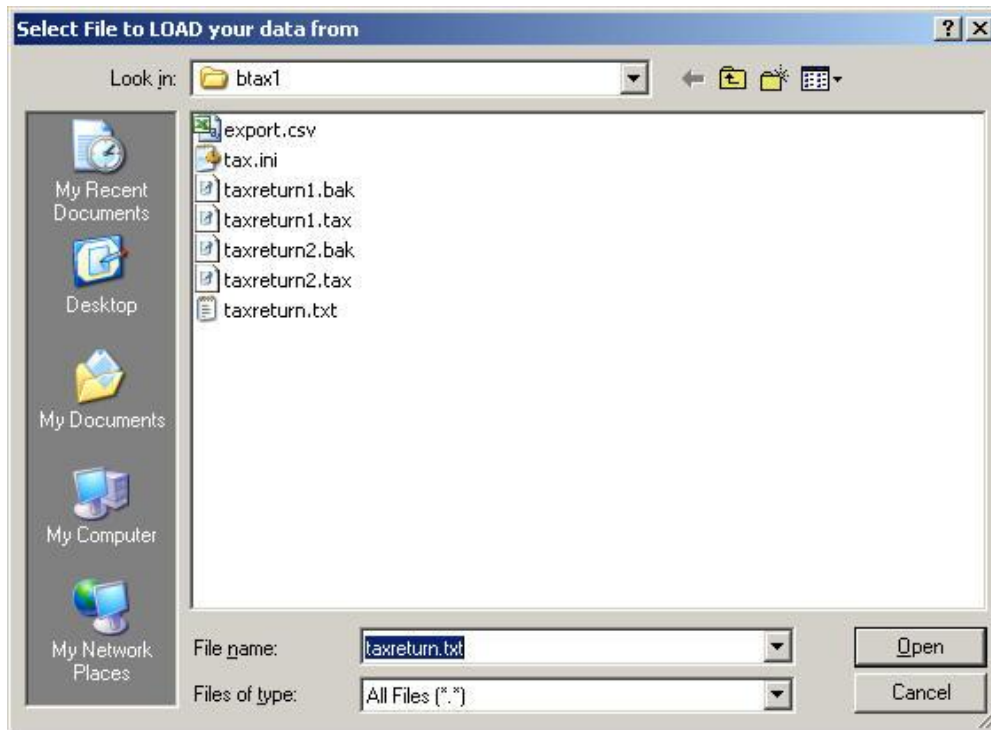 Select File to LOAD your data from
Look in:
btax1
My Recent
Documents
Desktop
My Documents
My Computer
My Network
Places
export.csv
tax.ini
taxreturn1.bak
taxreturn1.tax
taxreturn2.bak
taxreturn2.tax
taxreturn.txt
File name:
taxreturn.txt
Open
Files of type:
All Files (*.*)
Cancel